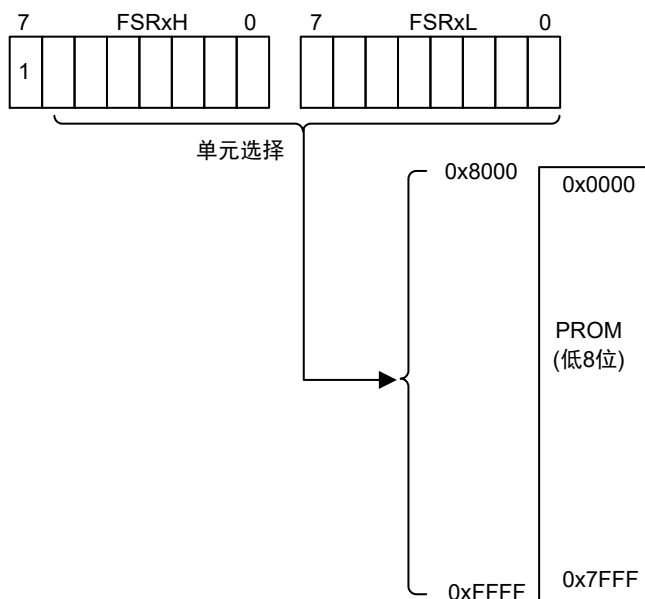 7 FSRxH 0 7 FSRxL 0
1
单元选择
0x8000 0x0000
PROM
(低8位)
0xFFFF 0x7FFF